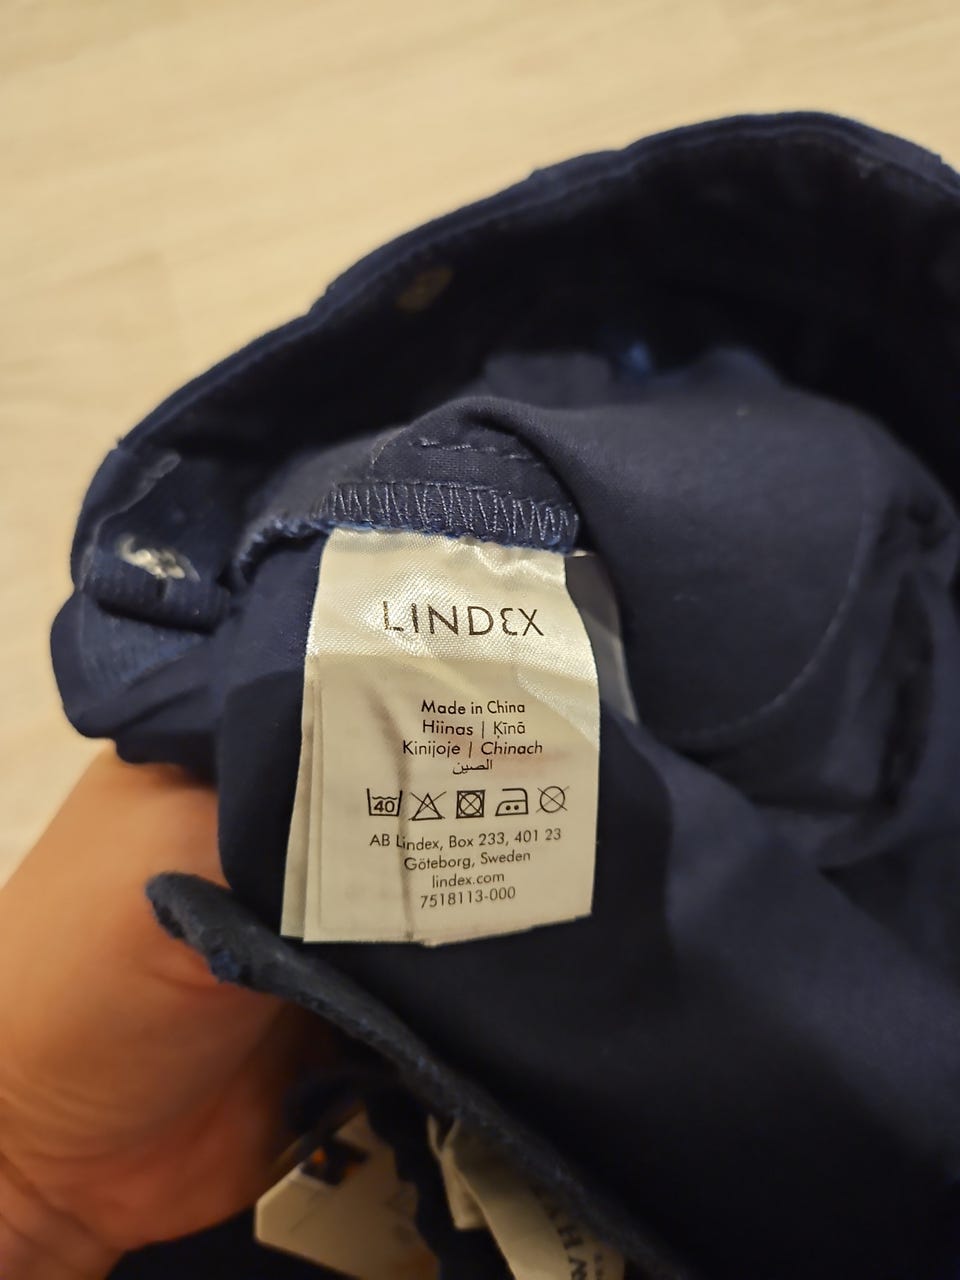 LINDEX
Made in China
Hiinas | Ķīnā
Kinijoje | Chinach
الصين
40
AB Lindex, Box 233, 401 23
Göteborg, Sweden
lindex.com
7518113-000